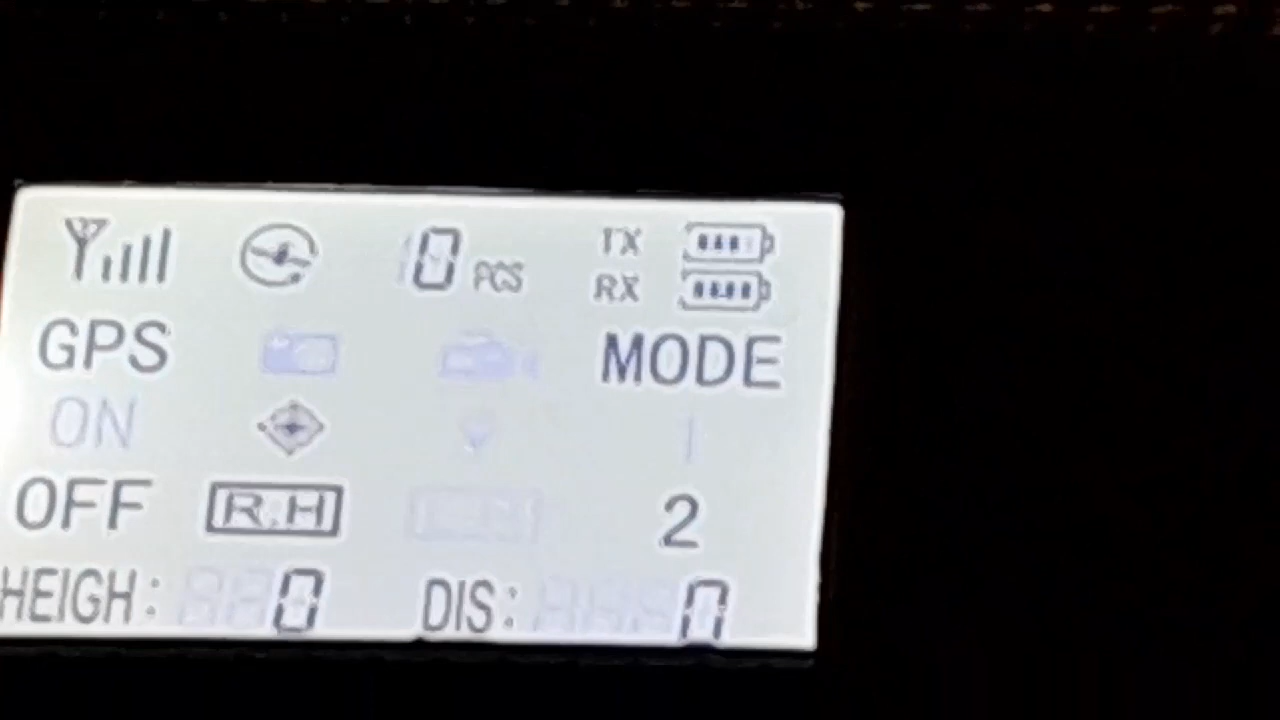 0 PCS TX
RX
GPS MODE
ON
OFF R.H 2
HEIGH: 0 DIS: 0